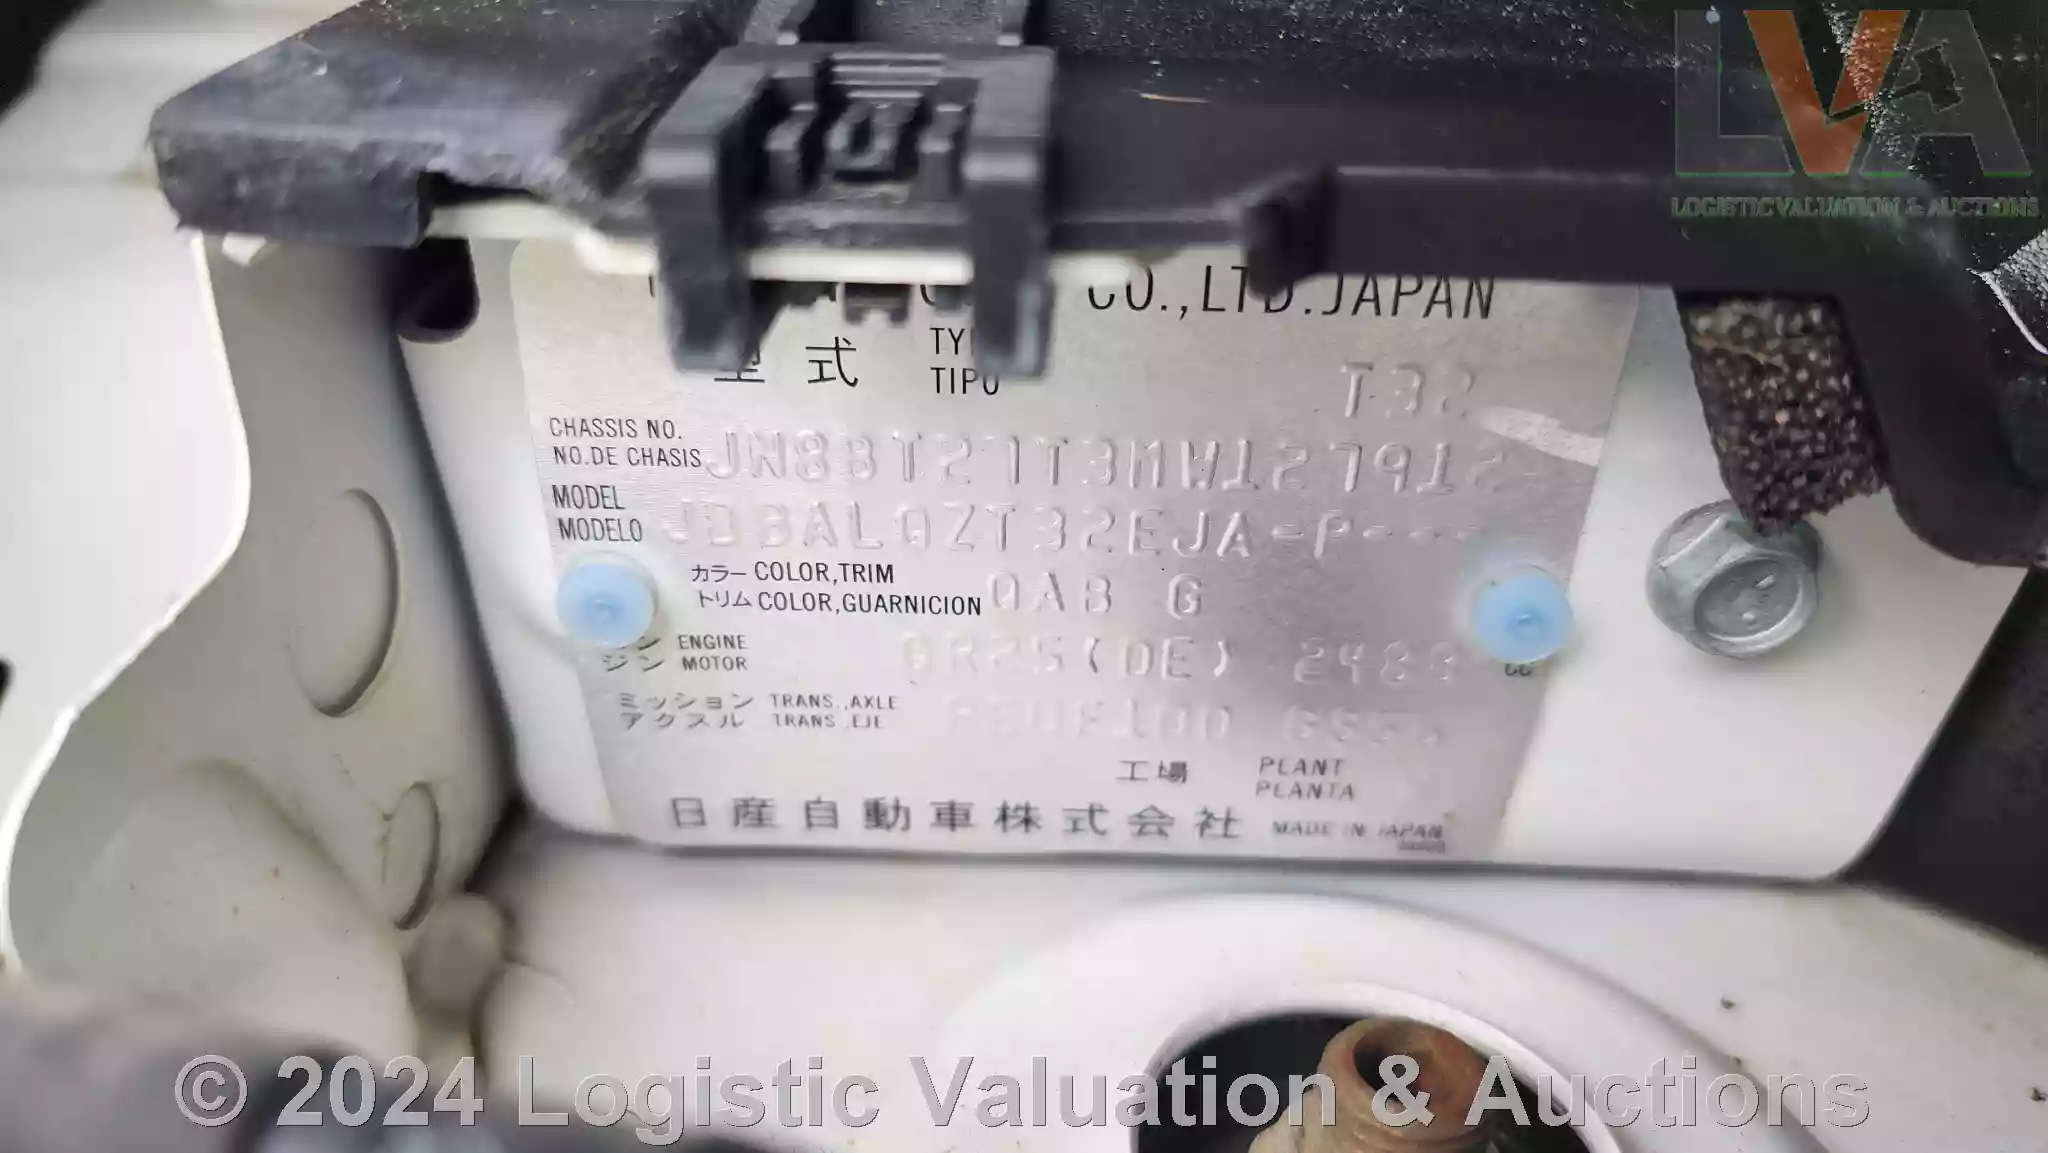 LVA
LOGISTIC VALUATION & AUCTIONS
CO.,LTD.JAPAN
型 式 TIPO T32
CHASSIS NO.
NO.DE CHASIS JN8BT27T3MW127912
MODEL
MODELO JDBALQZT32EJA-P---
カラー COLOR,TRIM
トリム COLOR,GUARNICION QAB G
ENGINE
MOTOR QR25(DE) 2488 cc
ミッション TRANS.,AXLE
アクスル TRANS.,EJE
工場 PLANT
PLANTA
日産自動車株式会社 MADE IN JAPAN
© 2024 Logistic Valuation & Auctions